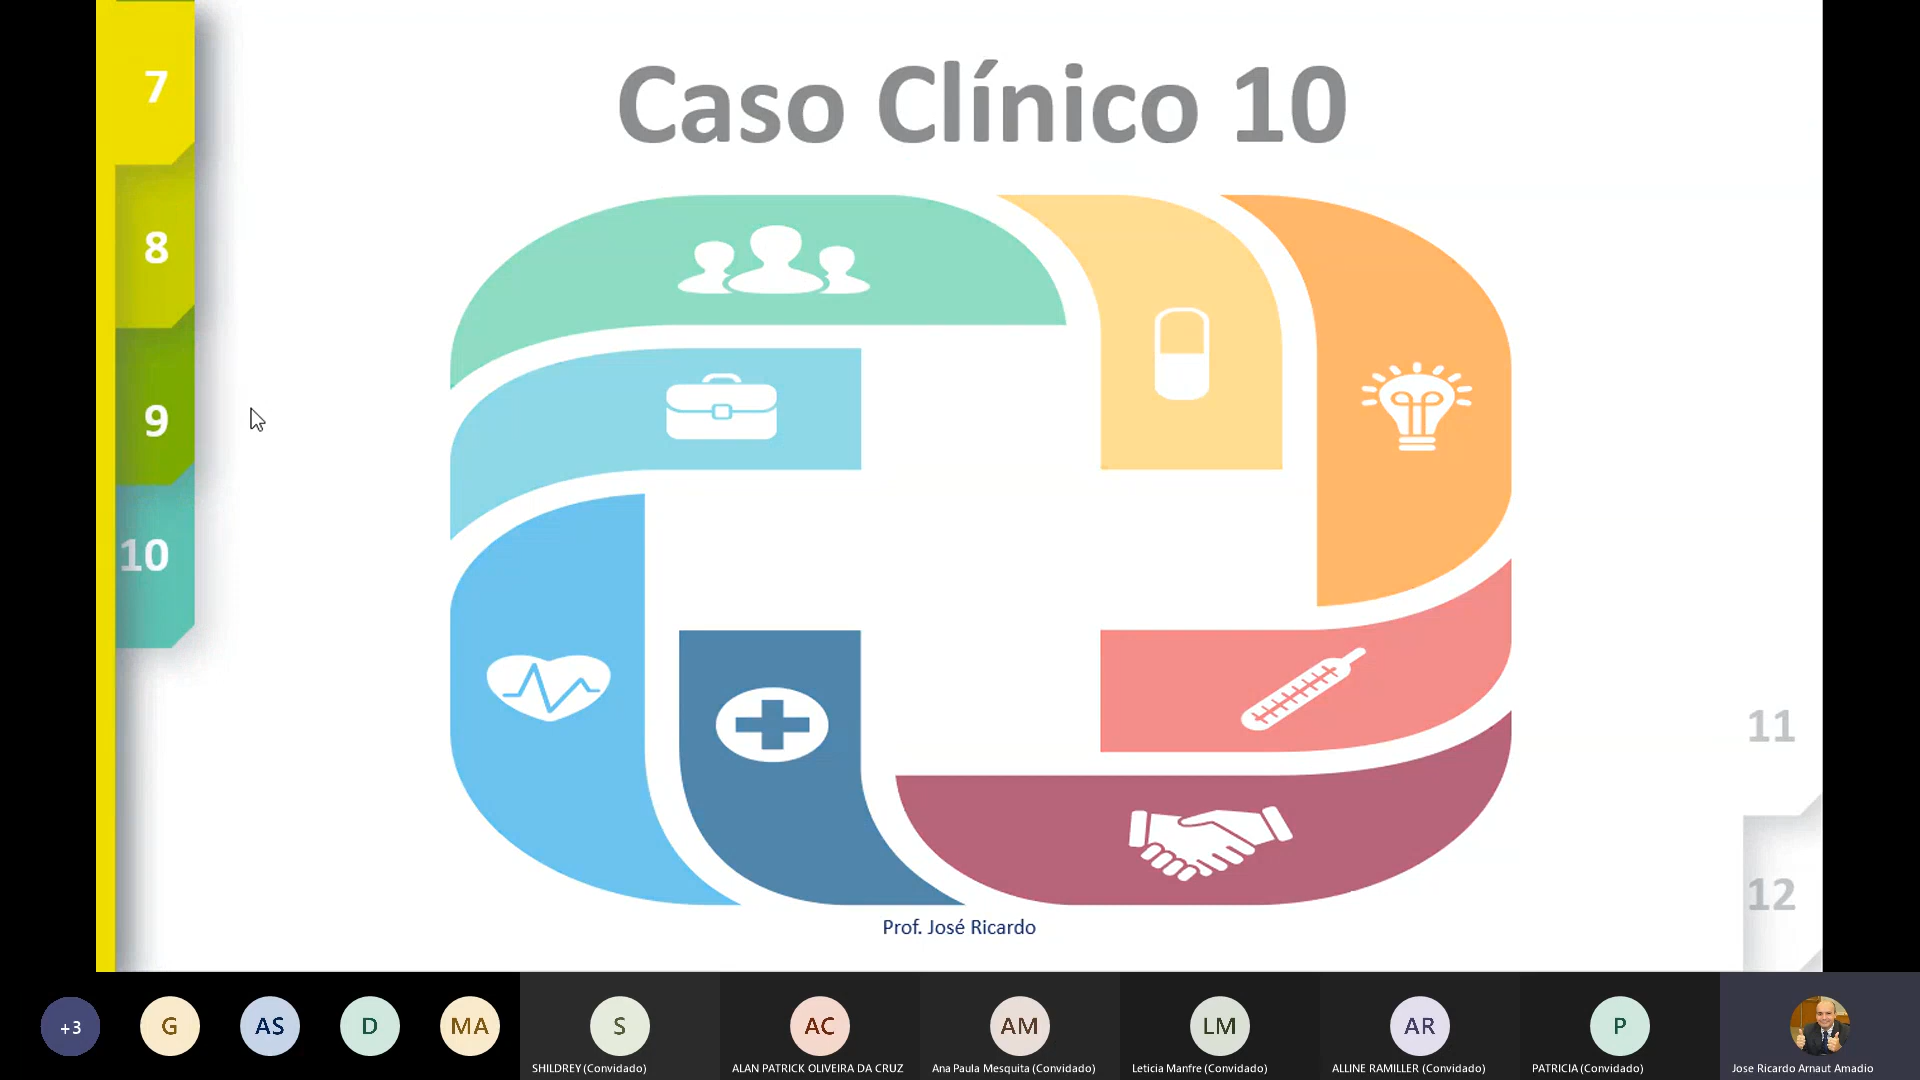 Caso Clínico 10
7
8
9
10
11
12
Prof. José Ricardo
+3
G
AS
D
MA
S
AC
AM
LM
AR
P
SHILDREY (Convidado)
ALAN PATRICK OLIVEIRA DA CRUZ
Ana Paula Mesquita (Convidado)
Leticia Manfre (Convidado)
ALLINE RAMILLER (Convidado)
PATRICIA (Convidado)
Jose Ricardo Arnaut Amadio